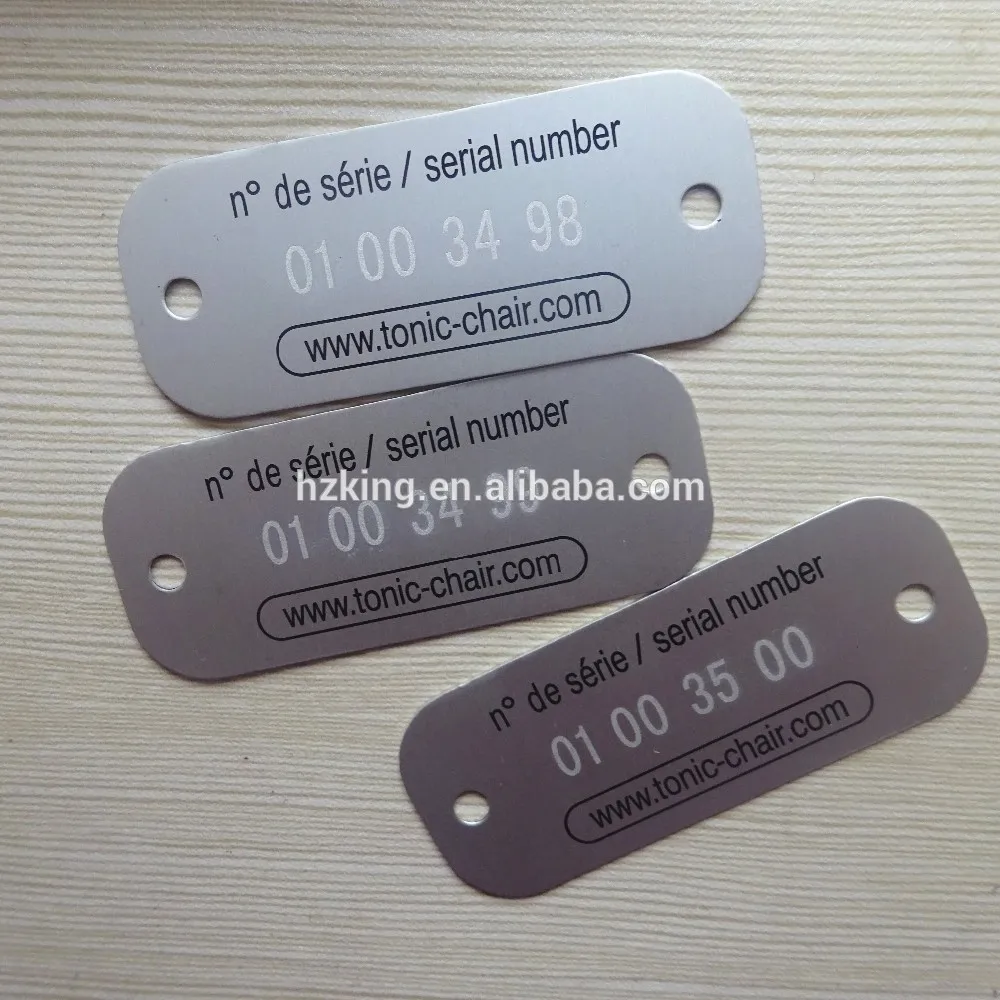 n° de série / serial number
01 00 34 98
www.tonic-chair.com
n° de série / serial number
hzking.en.alibaba.com
01 00 34 98
www.tonic-chair.com
n° de série / serial number
01 00 35 00
www.tonic-chair.com